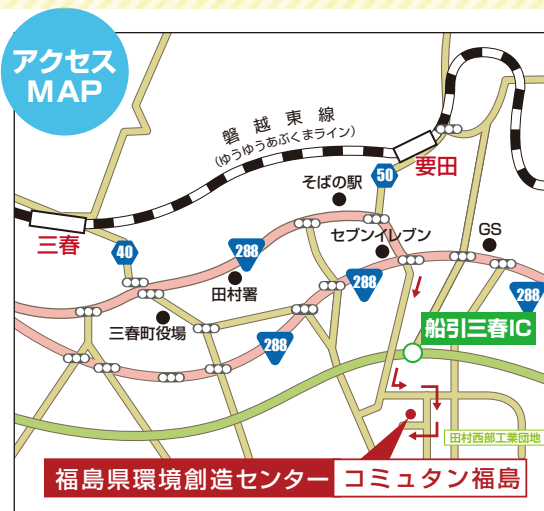 アクセス
MAP
磐越東線
(ゆうゆうあぶくまライン)
要田
50
そばの駅
三春
40
セブンイレブン
GS
288
田村署
288
288
三春町役場
288
船引三春IC
田村西部工業団地
福島県環境創造センター コミュタン福島